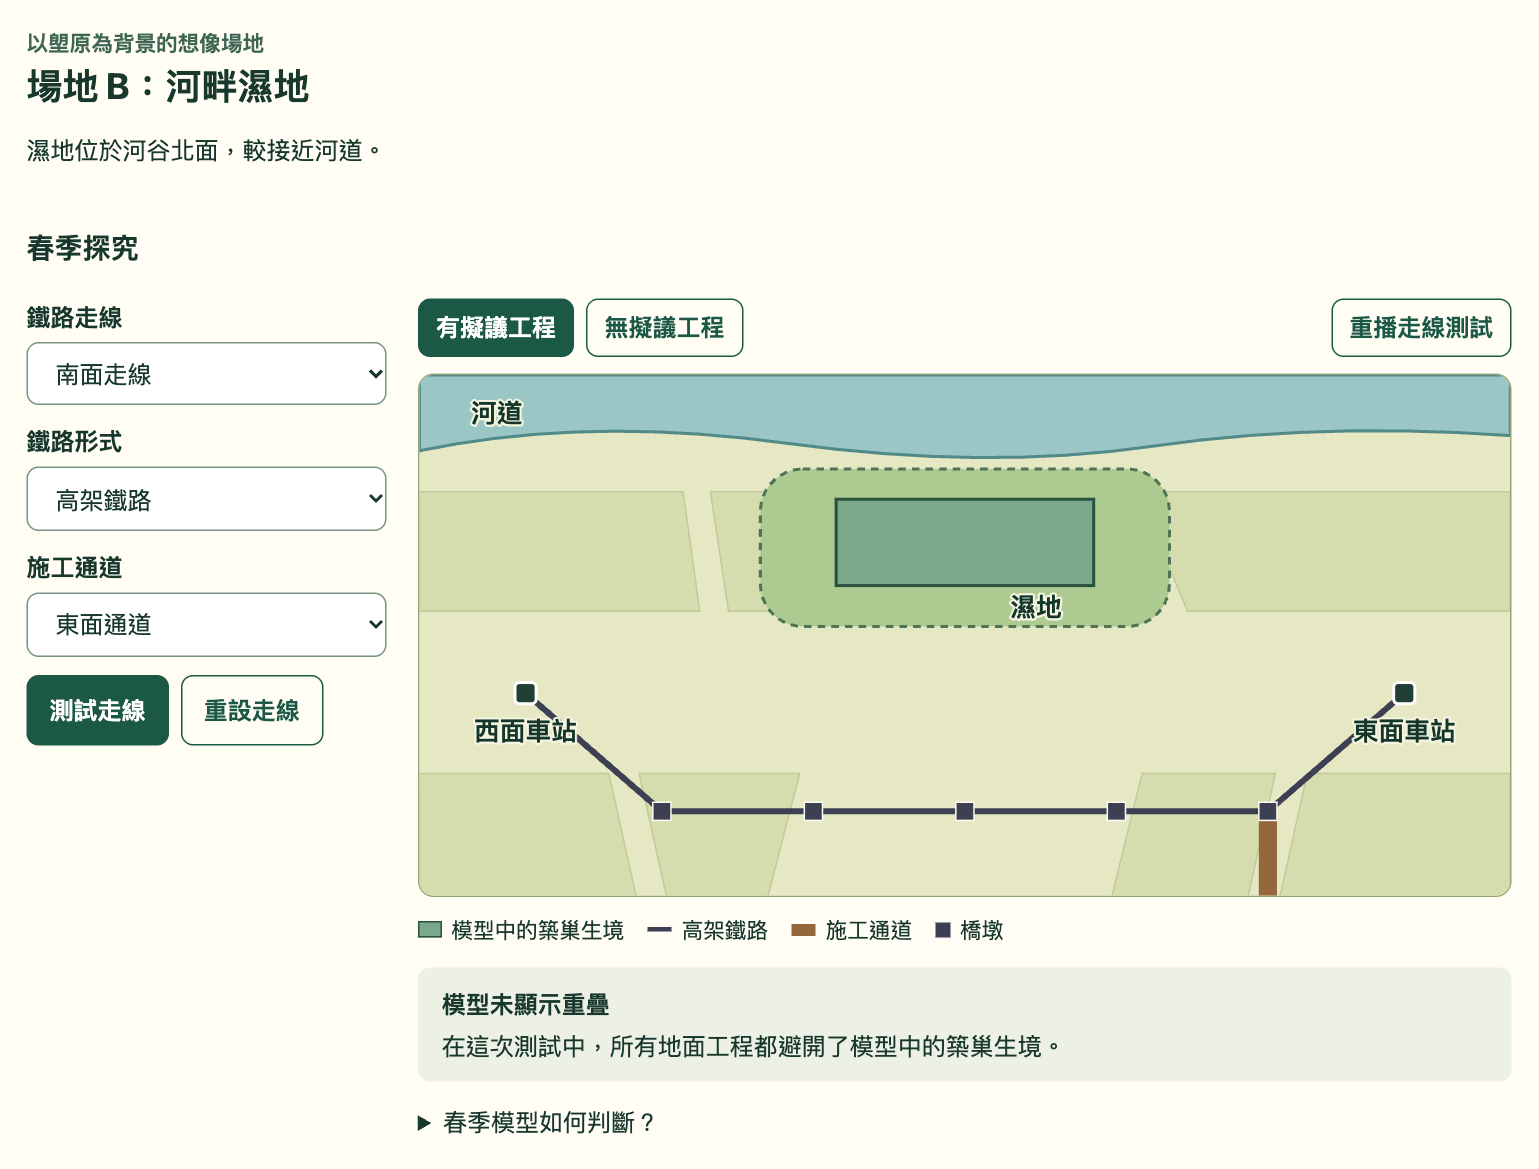 以塱原為背景的想像場地
場地 B：河畔濕地
濕地位於河谷北面，較接近河道。
春季探究
鐵路走線
南面走線
鐵路形式
高架鐵路
施工通道
東面通道
測試走線 重設走線
有擬議工程 無擬議工程 重播走線測試
河道
濕地
西面車站 東面車站
模型中的築巢生境 高架鐵路 施工通道 橋墩
模型未顯示重疊
在這次測試中，所有地面工程都避開了模型中的築巢生境。
▶ 春季模型如何判斷？